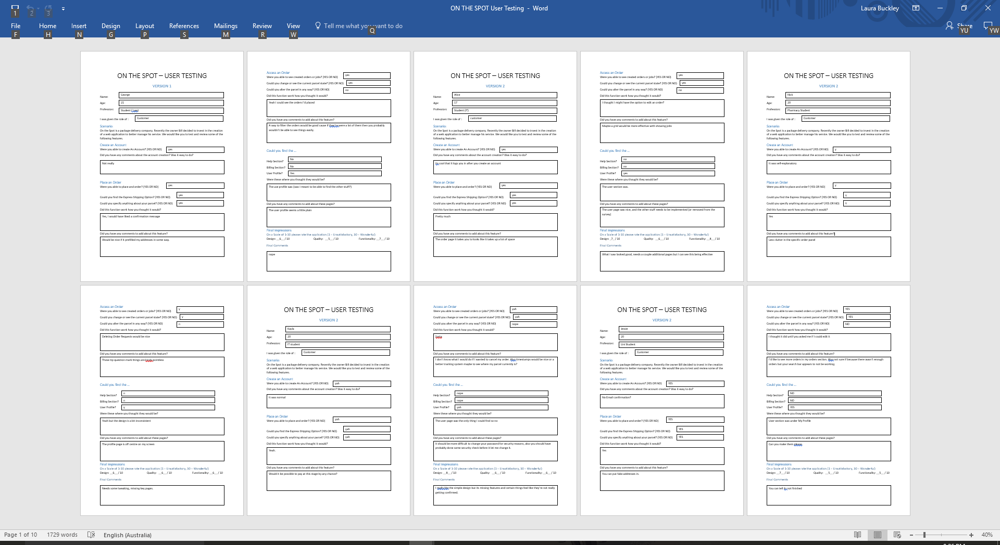 1
2
3
ON THE SPOT User Testing - Word
Laura Buckley
File
Home
Insert
Design
Layout
References
Mailings
Review
View
Tell me what you want to do
Share
F
H
N
G
P
S
M
R
W
Q
YU
YW
ON THE SPOT – USER TESTING
VERSION 1
Name:
George
Age:
21
Profession:
Student (Law)
I was given the role of :
Customer
Scenario:
On the Spot is a package delivery company. Recently the owner Bill decided to invest in the creation
of a web application to better manage his service. We would like you to test and review some of the
following features.
Create an Account
Were you able to create An Account? (YES OR NO)
yes
Did you have any comments about the account creation? Was it easy to do?
Not really
Place an Order
Were you able to place and order? (YES OR NO)
yes
Could you find the Express Shipping Option? (YES OR NO)
yes
Could you specify anything about your parcel? (YES OR NO)
yes
Did this function work how you thought it would?
Yes, I would have liked a confirmation message
Did you have any comments to add about this feature?
Would be nice if it prefilled my addresses in some way.
Access an Order
Were you able to see created orders or jobs? (YES OR NO)
yes
Could you change or see the current parcel state? (YES OR NO)
yes
Could you alter the parcel in any way? (YES OR NO)
no
Did this function work how you thought it would?
Yeah I could see the orders I'd placed
Did you have any comments to add about this feature?
A way to filter the orders would be good cause if they're were a lot of them then you probably
wouldn't be able to see things easily.
Could you find the ...
Help Section?
No
Billing Section?
No
User Profile?
Yes
Were these where you thought they would be?
The use profile was (was I meant to be able to find the other stuff?)
Did you have any comments to add about these pages?
The user profile seems a little plain
Final Impressions
On a Scale of 1-10 please rate the application (1 – Unsatisfactory, 10 – Wonderful)
Design: __6__ / 10 Quality: __5__ / 10 Functionality: __7__ / 10
Final Comments
nope
ON THE SPOT – USER TESTING
VERSION 2
Name:
Alice
Age:
17
Profession:
Student (IT)
I was given the role of :
customer
Scenario:
On the Spot is a package delivery company. Recently the owner Bill decided to invest in the creation
of a web application to better manage his service. We would like you to test and review some of the
following features.
Create an Account
Were you able to create An Account? (YES OR NO)
yes
Did you have any comments about the account creation? Was it easy to do?
Its cool that it logs you in after you create an account
Place an Order
Were you able to place and order? (YES OR NO)
yes
Could you find the Express Shipping Option? (YES OR NO)
yes
Could you specify anything about your parcel? (YES OR NO)
yes
Did this function work how you thought it would?
Pretty much
Did you have any comments to add about this feature?
The order page it takes you to looks like it takes up a lot of space
Access an Order
Were you able to see created orders or jobs? (YES OR NO)
yes
Could you change or see the current parcel state? (YES OR NO)
yes
Could you alter the parcel in any way? (YES OR NO)
no
Did this function work how you thought it would?
I thought I might have the option to edit an order?
Did you have any comments to add about this feature?
Maybe a grid would be more effective with showing jobs
Could you find the ...
Help Section?
no
Billing Section?
no
User Profile?
yes
Were these where you thought they would be?
The user section was.
Did you have any comments to add about these pages?
The user page was nice, and the other stuff needs to be implemented (or removed from the
survey)
Final Impressions
On a Scale of 1-10 please rate the application (1 – Unsatisfactory, 10 – Wonderful)
Design: _7__ / 10 Quality: __6__ / 10 Functionality: __8__ / 10
Final Comments
What I saw looked good, needs a couple additional pages but I can see this being effective
ON THE SPOT – USER TESTING
VERSION 2
Name:
Nick
Age:
20
Profession:
Pharmacy Student
I was given the role of :
Customer
Scenario:
On the Spot is a package delivery company. Recently the owner Bill decided to invest in the creation
of a web application to better manage his service. We would like you to test and review some of the
following features.
Create an Account
Were you able to create An Account? (YES OR NO)
y
Did you have any comments about the account creation? Was it easy to do?
It was self-explanatory
Place an Order
Were you able to place and order? (YES OR NO)
y
Could you find the Express Shipping Option? (YES OR NO)
y
Could you specify anything about your parcel? (YES OR NO)
y
Did this function work how you thought it would?
Yes
Did you have any comments to add about this feature?
Less clutter in the specific order panel
Access an Order
Were you able to see created orders or jobs? (YES OR NO)
y
Could you change or see the current parcel state? (YES OR NO)
y
Could you alter the parcel in any way? (YES OR NO)
n
Did this function work how you thought it would?
Deleting Order Requests would be nice
Did you have any comments to add about this feature?
Those tip question mark things are kinda pointless
Could you find the ...
Help Section?
n
Billing Section?
n
User Profile?
y
Were these where you thought they would be?
Yeah but the design is a bit inconsistent
Did you have any comments to add about these pages?
The profile page is off centre on my screen
Final Impressions
On a Scale of 1-10 please rate the application (1 – Unsatisfactory, 10 – Wonderful)
Design: __6__ / 10 Quality: __6__ / 10 Functionality: __6__ / 10
Final Comments
Needs some tweaking, missing key pages.
ON THE SPOT – USER TESTING
VERSION 2
Name:
Kayla
Age:
20
Profession:
IT student
I was given the role of :
Customer
Scenario:
On the Spot is a package delivery company. Recently the owner Bill decided to invest in the creation
of a web application to better manage his service. We would like you to test and review some of the
following features.
Create an Account
Were you able to create An Account? (YES OR NO)
yah
Did you have any comments about the account creation? Was it easy to do?
It was normal
Place an Order
Were you able to place and order? (YES OR NO)
yah
Could you find the Express Shipping Option? (YES OR NO)
yah
Could you specify anything about your parcel? (YES OR NO)
yah
Did this function work how you thought it would?
Yeah.
Did you have any comments to add about this feature?
Would it be possible to pay at this stage by any chance?
Access an Order
Were you able to see created orders or jobs? (YES OR NO)
yah
Could you change or see the current parcel state? (YES OR NO)
yah
Could you alter the parcel in any way? (YES OR NO)
nope
Did this function work how you thought it would?
Did you have any comments to add about this feature?
I don't know what I would do if I wanted to cancel my order. Also timestamps would be nice or a
better tracking system maybe to see where my parcel currently is?
Could you find the ...
Help Section?
nope
Billing Section?
nope
User Profile?
yah
Were these where you thought they would be?
The user page was the only thing I could find so no
Did you have any comments to add about these pages?
It should be more difficult to change your password for security reasons, also you should have
probably done some security check before it let me change it.
Final Impressions
On a Scale of 1-10 please rate the application (1 – Unsatisfactory, 10 – Wonderful)
Design: __8__ / 10 Quality: __6__ / 10 Functionality: __6__ / 10
Final Comments
I really like the simple design but its missing features and certain things feel like they're not really
getting confirmed.
ON THE SPOT – USER TESTING
VERSION 2
Name:
Jessie
Age:
20
Profession:
Uni Student
I was given the role of :
Customer
Scenario:
On the Spot is a package delivery company. Recently the owner Bill decided to invest in the creation
of a web application to better manage his service. We would like you to test and review some of the
following features.
Create an Account
Were you able to create An Account? (YES OR NO)
YES
Did you have any comments about the account creation? Was it easy to do?
No Email confirmation?
Place an Order
Were you able to place and order? (YES OR NO)
YES
Could you find the Express Shipping Option? (YES OR NO)
YES
Could you specify anything about your parcel? (YES OR NO)
YES
Did this function work how you thought it would?
Yes
Did you have any comments to add about this feature?
You can put fake addresses in.
Access an Order
Were you able to see created orders or jobs? (YES OR NO)
YES
Could you change or see the current parcel state? (YES OR NO)
YES
Could you alter the parcel in any way? (YES OR NO)
NO
Did this function work how you thought it would?
I thought it did until you asked me if I could edit it
Did you have any comments to add about this feature?
I'd like to see more orders in my orders section. Also not sure if because there wasn't enough
orders but your search bar appears to not be working.
Could you find the ...
Help Section?
NO
Billing Section?
NO
User Profile?
YES
Were these where you thought they would be?
User section was under My Profile
Did you have any comments to add about these pages?
Can you make them please
Final Impressions
On a Scale of 1-10 please rate the application (1 – Unsatisfactory, 10 – Wonderful)
Design: __7__ / 10 Quality: __5__ / 10 Functionality: __5__ / 10
Final Comments
You can tell its not finished
Page 1 of 10
1729 words
English (Australia)
40%